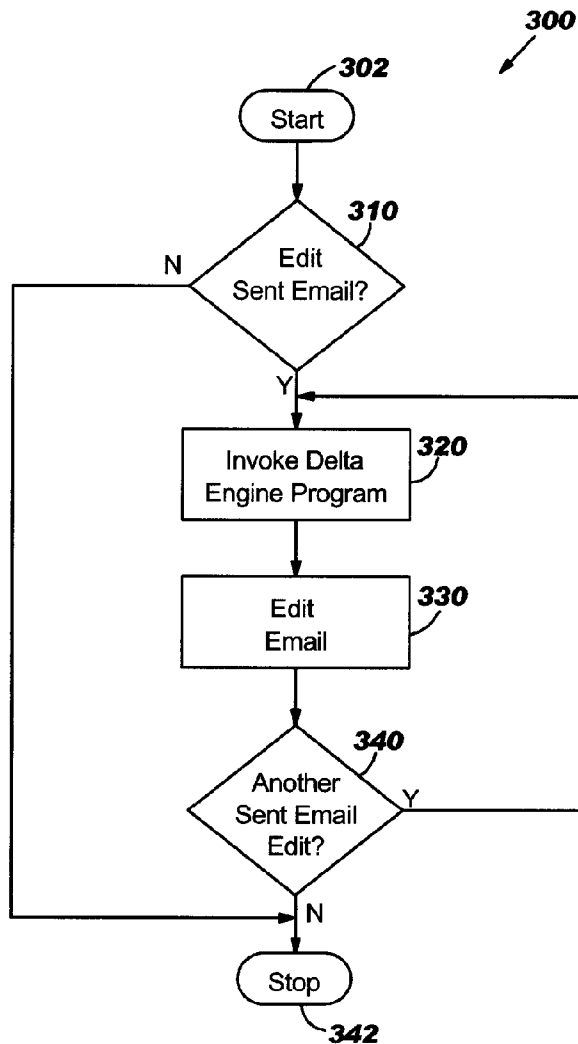 300
302
Start
310
N
Edit
Sent Email?
Y
Invoke Delta
Engine Program
320
Edit
Email
330
340
Another
Sent Email
Edit?
Y
N
Stop
342